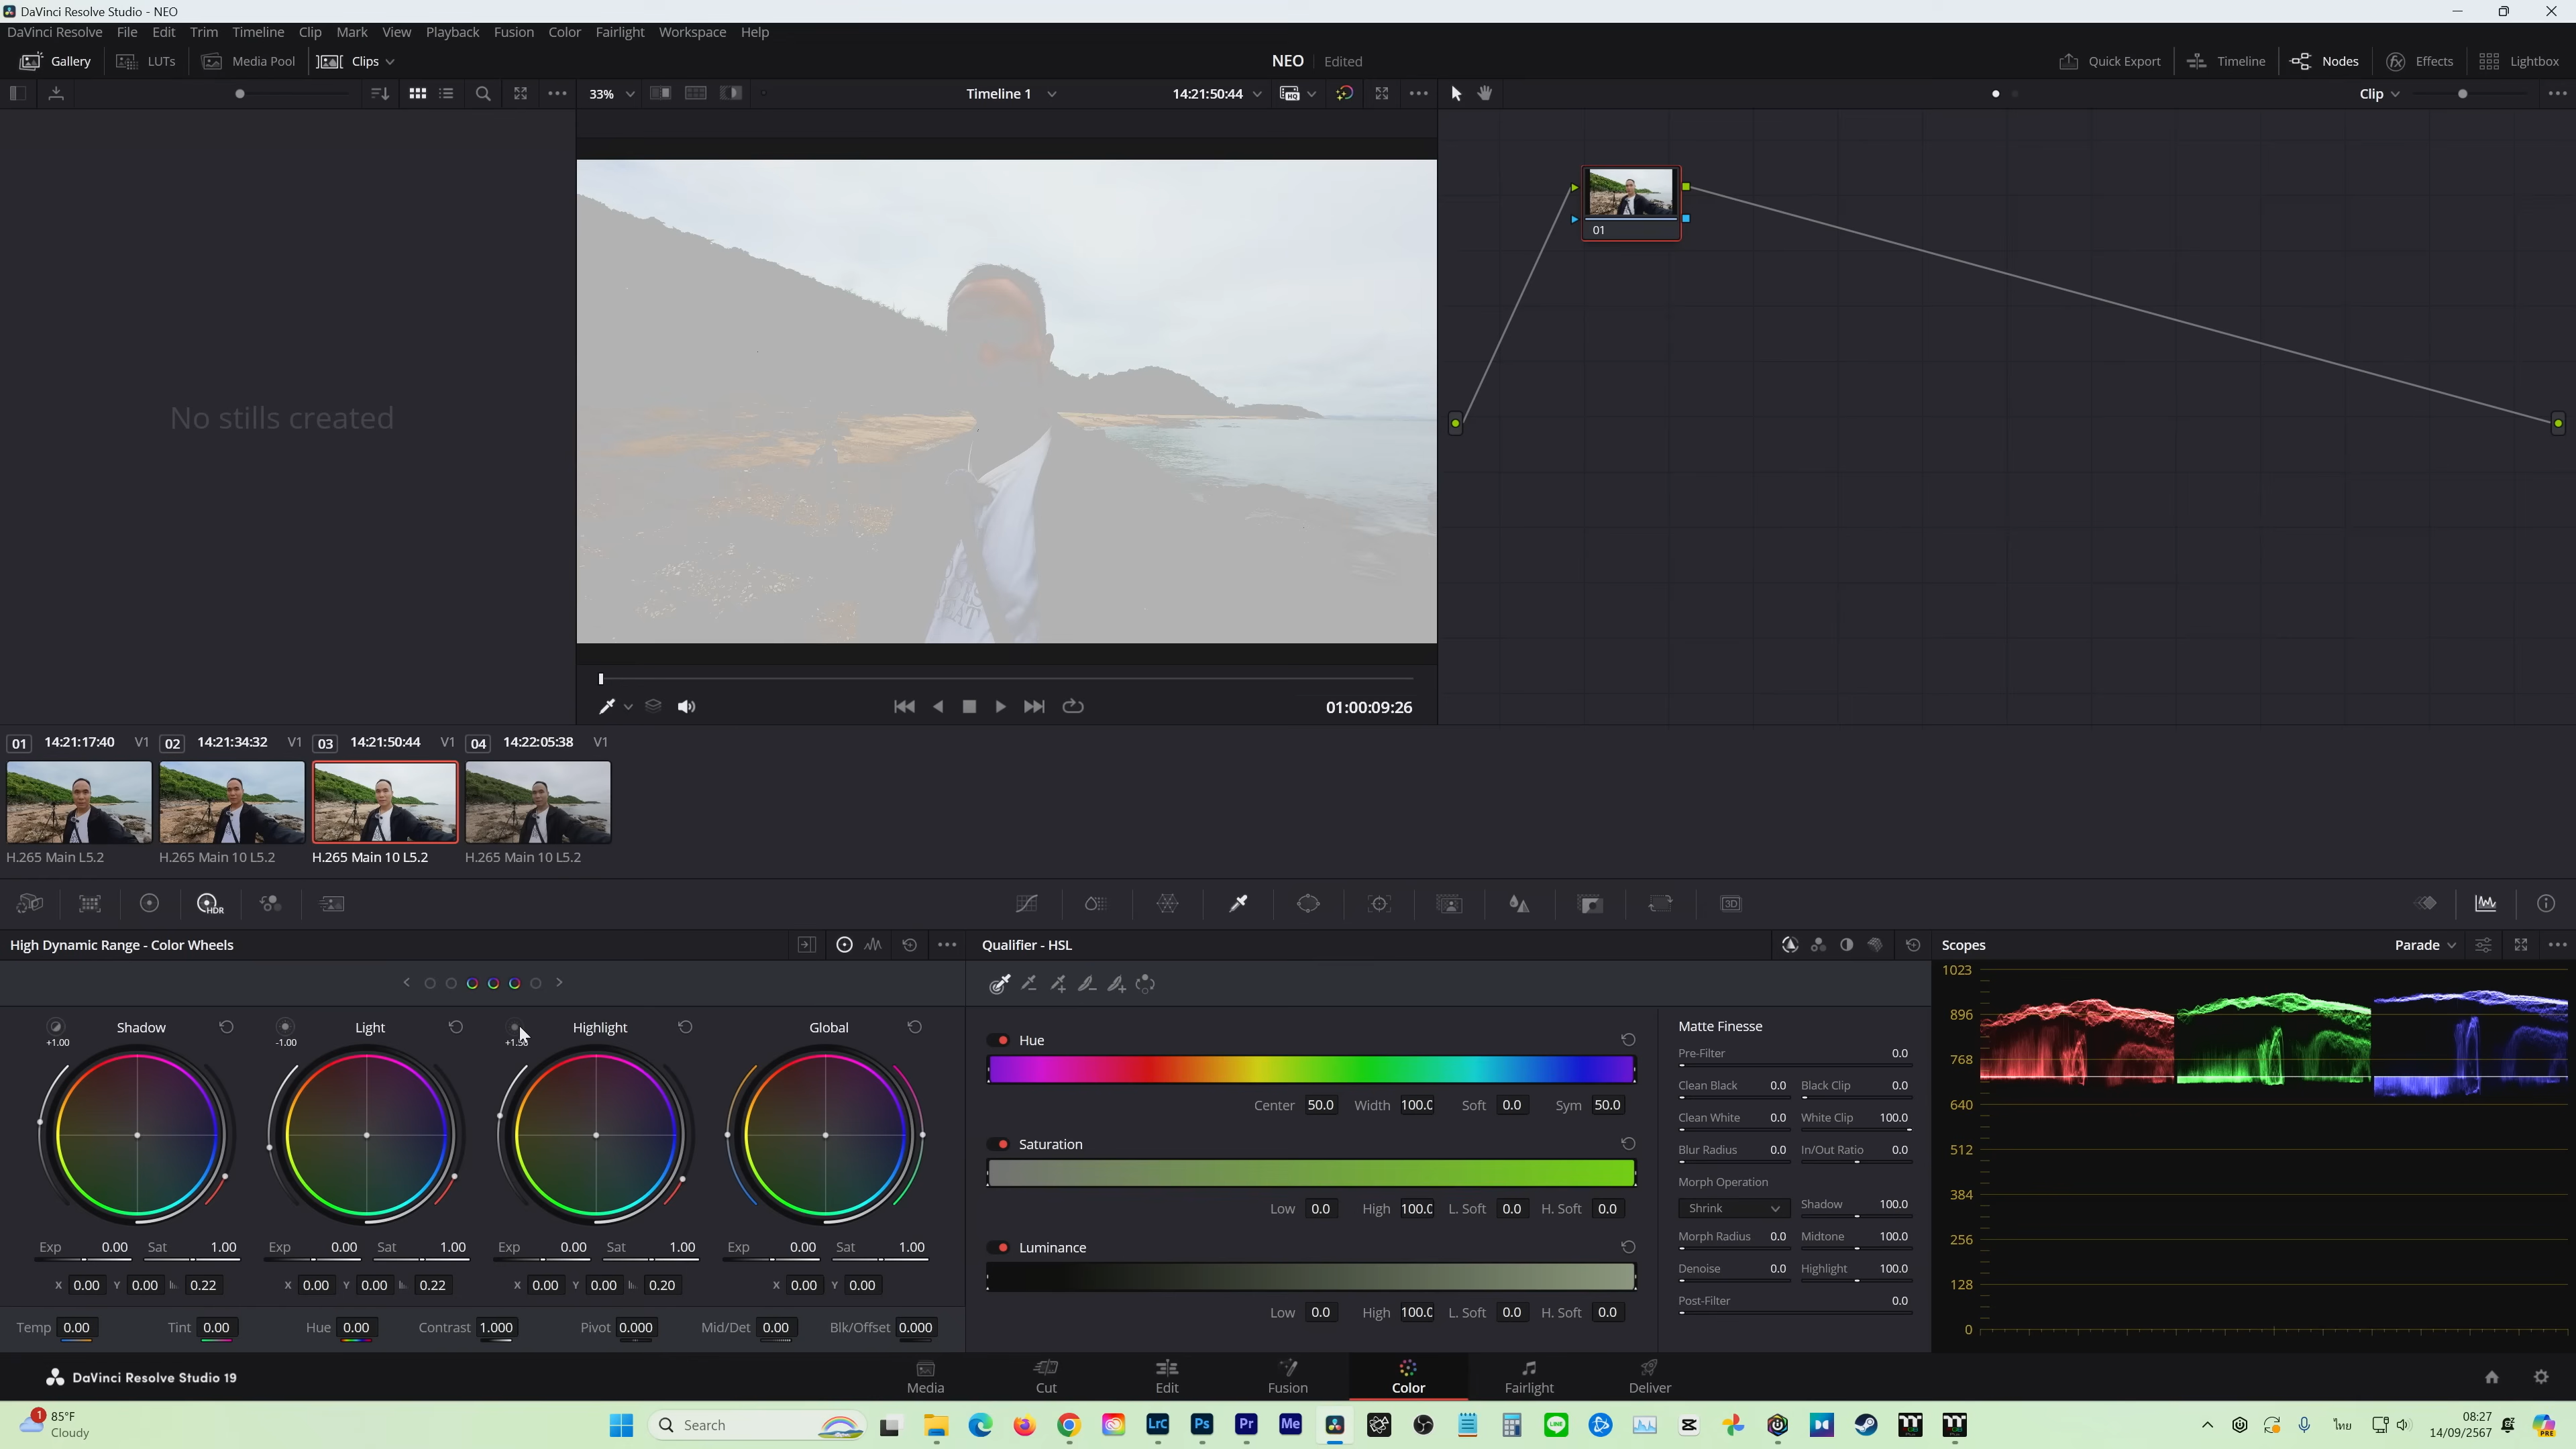 DaVinci Resolve Studio - NEO
DaVinci Resolve File Edit Trim Timeline Clip Mark View Playback Fusion Color Fairlight Workspace Help
Gallery LUTs Media Pool Clips NEO Edited Quick Export Timeline Nodes Effects Lightbox
33% Timeline 1 14:21:50:44 Clip
01
No stills created
01:00:09:26
01 14:21:17:40 V1 02 14:21:34:32 V1 03 14:21:50:44 V1 04 14:22:05:38 V1
H.265 Main L5.2 H.265 Main 10 L5.2 H.265 Main 10 L5.2 H.265 Main 10 L5.2
HDR 3D
High Dynamic Range - Color Wheels Qualifier - HSL Scopes Parade
Shadow Light Highlight Global
+1.00 -1.00
Exp 0.00 Sat 1.00 Exp 0.00 Sat 1.00 Exp 0.00 Sat 1.00 Exp 0.00 Sat 1.00
X 0.00 Y 0.00 0.22 X 0.00 Y 0.00 0.22 X 0.00 Y 0.00 0.20 X 0.00 Y 0.00
Temp 0.00 Tint 0.00 Hue 0.00 Contrast 1.000 Pivot 0.000 Mid/Det 0.00 Blk/Offset 0.000
Hue
Center 50.0 Width 100.0 Soft 0.0 Sym 50.0
Saturation
Low 0.0 High 100.0 L. Soft 0.0 H. Soft 0.0
Luminance
Low 0.0 High 100.0 L. Soft 0.0 H. Soft 0.0
Matte Finesse
Pre-Filter 0.0
Clean Black 0.0 Black Clip 0.0
Clean White 0.0 White Clip 100.0
Blur Radius 0.0 In/Out Ratio 0.0
Morph Operation
Shrink Shadow 100.0
Morph Radius 0.0 Midtone 100.0
Denoise 0.0 Highlight 100.0
Post-Filter 0.0
1023
896
768
640
512
384
256
128
0
DaVinci Resolve Studio 19 Media Cut Edit Fusion Color Fairlight Deliver
1 85°F
Cloudy
Search LrC Ps Pr Me LINE ไทย
08:27
14/09/2567
PRE